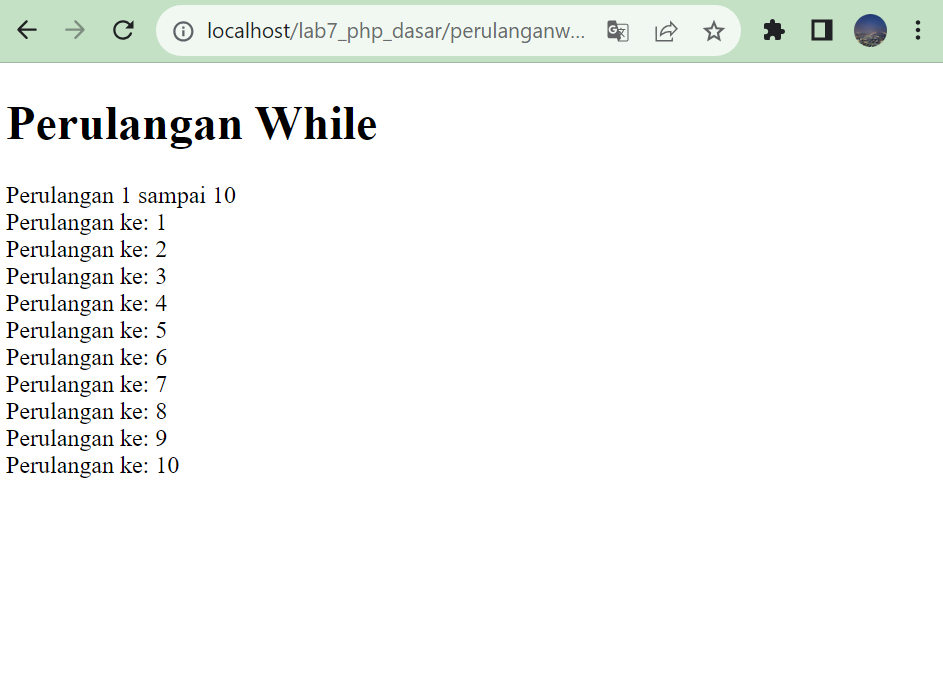 localhost/lab7_php_dasar/perulanganw...
Perulangan While
Perulangan 1 sampai 10
Perulangan ke: 1
Perulangan ke: 2
Perulangan ke: 3
Perulangan ke: 4
Perulangan ke: 5
Perulangan ke: 6
Perulangan ke: 7
Perulangan ke: 8
Perulangan ke: 9
Perulangan ke: 10